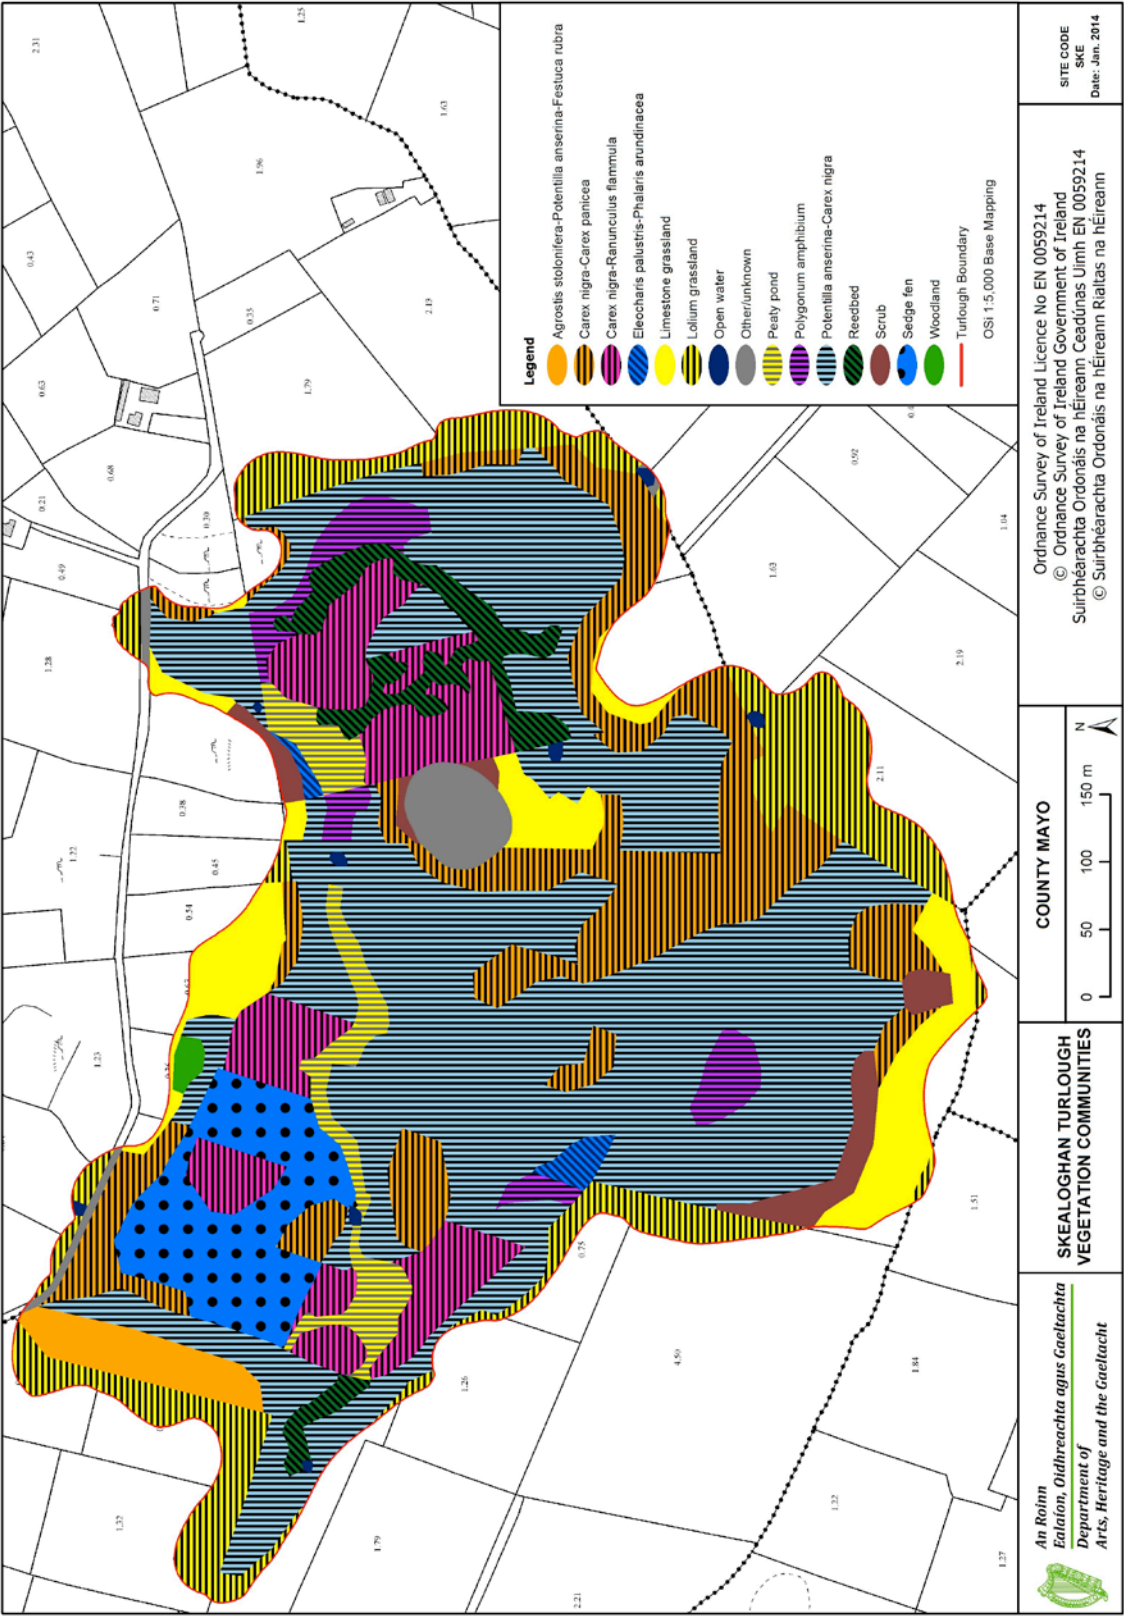 Legend
Agrostis stolonifera-Potentilla anserina-Festuca rubra
Carex nigra-Carex panicea
Carex nigra-Ranunculus flammula
Eleocharis palustris-Phalaris arundinacea
Limestone grassland
Lolium grassland
Open water
Other/unknown
Peaty pond
Polygonum amphibium
Potentilla anserina-Carex nigra
Reedbed
Scrub
Sedge fen
Woodland
Turlough Boundary
OSi 1:5,000 Base Mapping
2.31
1.25
1.63
1.96
0.43
0.71
0.35
2.19
0.63
1.79
0.68
0.21
0.39
0.49
1.28
0.92
1.04
1.63
2.19
2.11
0.38
1.22
0.45
0.54
1.23
0.75
1.51
4.50
1.84
1.26
1.32
1.79
1.22
1.27
2.21
An Roinn
Ealaíon, Oidhreachta agus Gaeltachta
Department of
Arts, Heritage and the Gaeltacht
SKEALOGHAN TURLOUGH
VEGETATION COMMUNITIES
COUNTY MAYO
0 50 100 150 m
N
Ordnance Survey of Ireland Licence No EN 0059214
© Ordnance Survey of Ireland Government of Ireland
Suirbhéarachta Ordonáis na hÉireann Ceadúnas Uimh EN 0059214
© Suirbhéarachta Ordonáis na hÉireann Rialtas na hÉireann
SITE CODE
SKE
Date: Jan. 2014